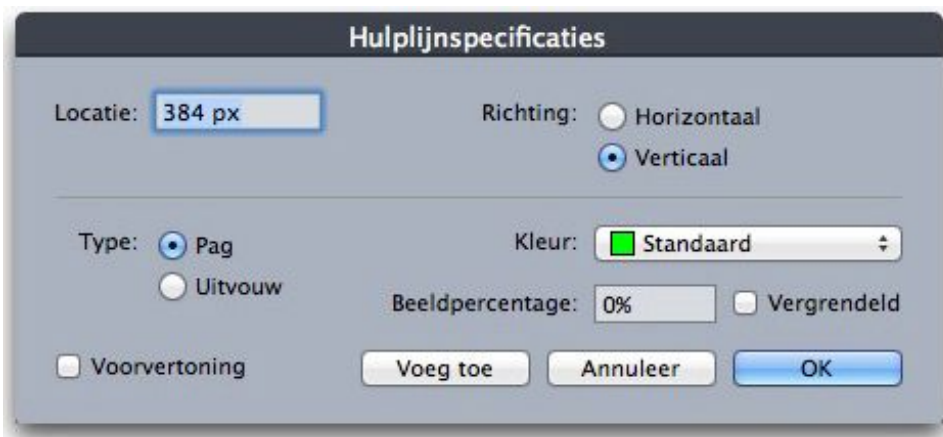 Hulplijnspecificaties
Locatie: 384 px
Richting: Horizontaal
Verticaal
Type: Pag
Uitvouw
Kleur: Standaard
Beeldpercentage: 0% Vergrendeld
Voorvertoning Voeg toe Annuleer OK